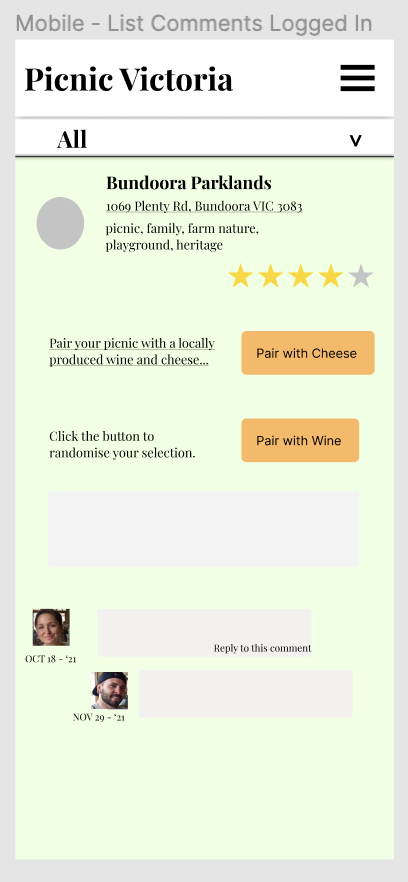 Mobile - List Comments Logged In
Picnic Victoria
All
v
Bundoora Parklands
1069 Plenty Rd, Bundoora VIC 3083
picnic, family, farm nature,
playground, heritage
Pair your picnic with a locally
produced wine and cheese...
Pair with Cheese
Click the button to
randomise your selection.
Pair with Wine
Reply to this comment
OCT 18 - '21
NOV 29 - '21